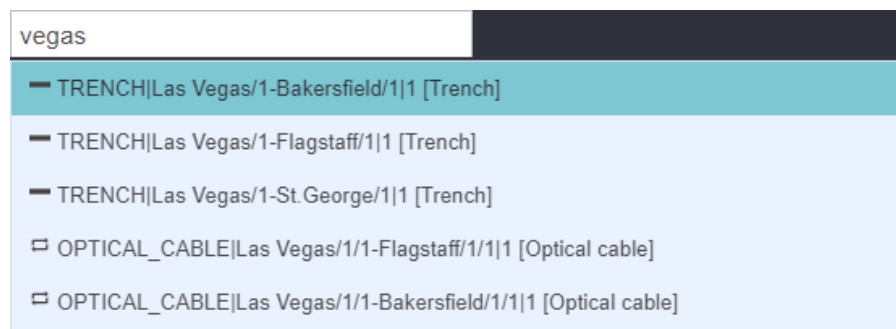 vegas
TRENCH|Las Vegas/1-Bakersfield/1|1 [Trench]
TRENCH|Las Vegas/1-Flagstaff/1|1 [Trench]
TRENCH|Las Vegas/1-St.George/1|1 [Trench]
OPTICAL_CABLE|Las Vegas/1/1-Flagstaff/1/1|1 [Optical cable]
OPTICAL_CABLE|Las Vegas/1/1-Bakersfield/1/1|1 [Optical cable]